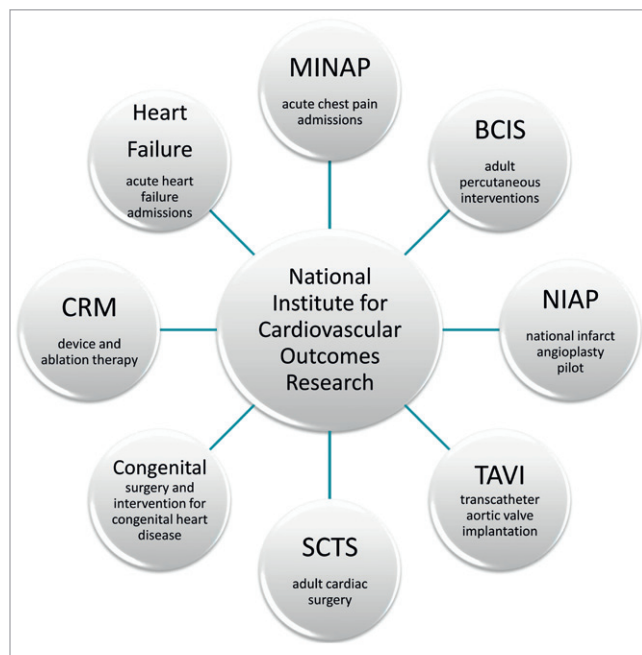 National
Institute for
Cardiovascular
Outcomes
Research
MINAP
acute chest pain
admissions
BCIS
adult
percutaneous
interventions
NIAP
national infarct
angioplasty
pilot
TAVI
transcatheter
aortic valve
implantation
SCTS
adult cardiac
surgery
Congenital
surgery and
intervention for
congenital heart
disease
CRM
device and
ablation therapy
Heart
Failure
acute heart
failure
admissions